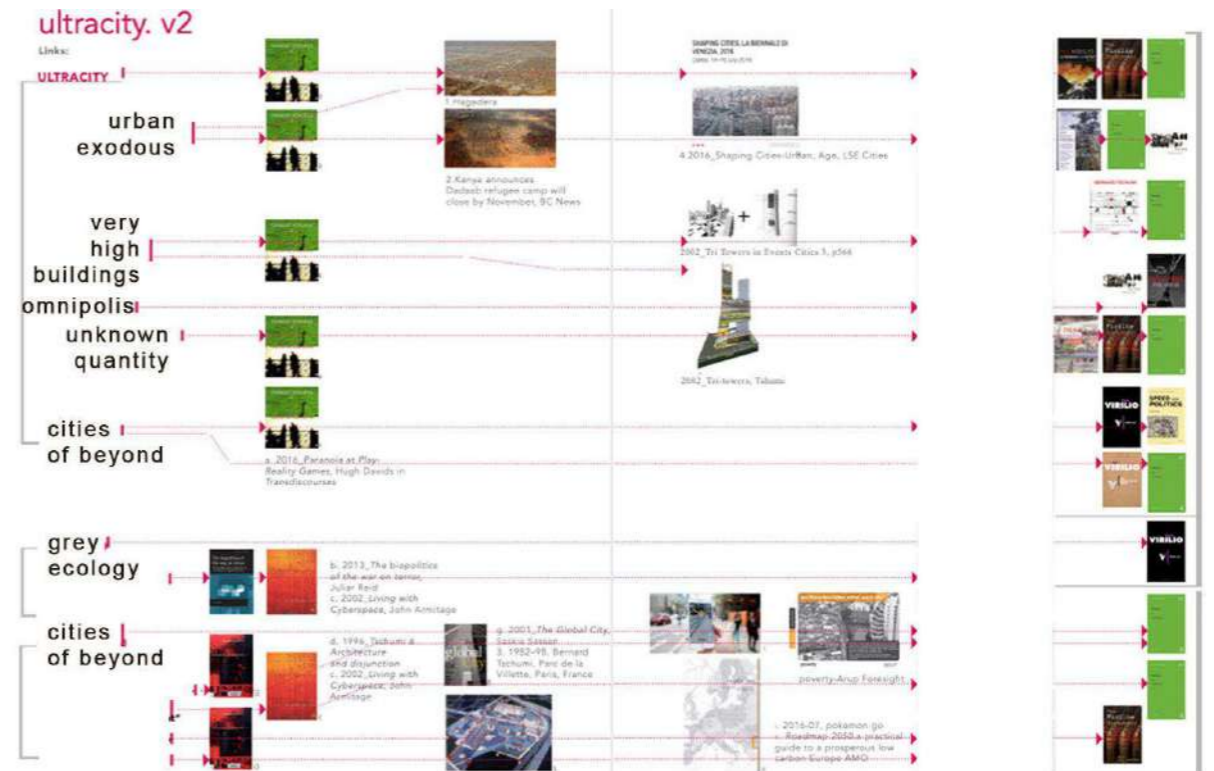 ultracity. v2
Links:
ULTRACITY
urban
exodous
very
high
buildings
omnipolis
unknown
quantity
cities
of beyond
grey
ecology
cities
of beyond
1.Hagadera
2.Kenya announces
Dadaab refugee camp will
close by November, BC News
SHAPING CITIES, LA BIENNALE DI
VENEZIA, 2016
4.2016_Shaping Cities-Urban, Age, LSE Cities
+
2002_Tri Towers in Events Cities 3, p566
2002_Tri-towers, Tahumi
a. 2016_Paranoia at Play:
Reality Games, Hugh Davids in
Transdiscourses
b. 2013_The biopolitics
of the war on terror,
Julian Reid
c. 2002_Living with
Cyberspace, John Armitage
d. 1996_Tschumi &
Architecture
and disjunction
c. 2002_Living with
Cyberspace, John
Armitage
global
g. 2001_The Global City,
Saskia Sassen
3. 1982-98, Bernard
Tschumi, Parc de la
Villette, Paris, France
poverty-Arup Foresight
. 2016-07, pokamon go
. Roadmap 2050:a practical
guide to a prosperous low
carbon Europe AMO
VIRILIO
SPEED
POLITICS
VIRILIO
VIRILIO